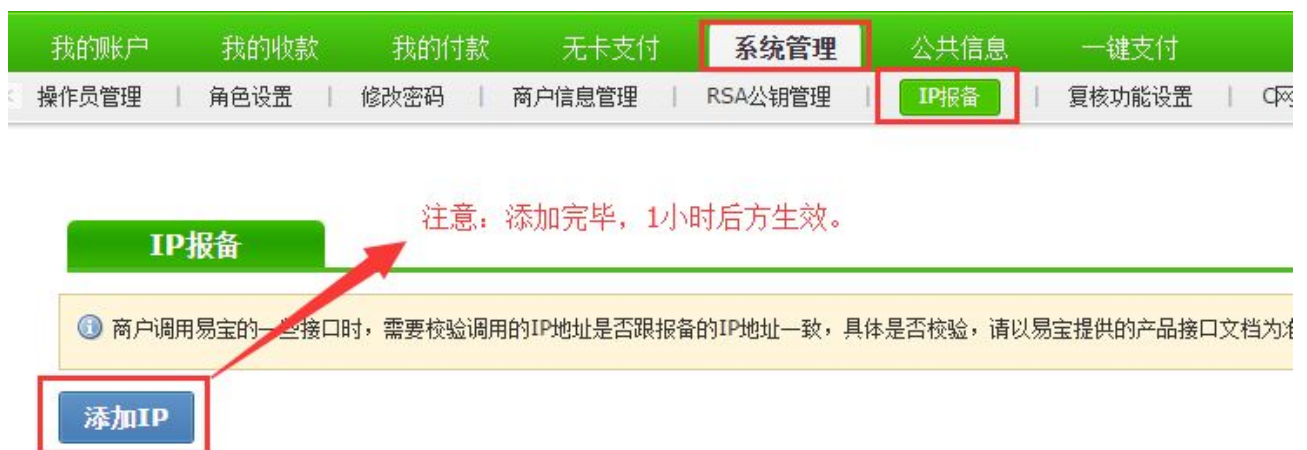 我的账户 我的收款 我的付款 无卡支付 系统管理 公共信息 一键支付
操作员管理 | 角色设置 | 修改密码 | 商户信息管理 | RSA公钥管理 | IP报备 | 复核功能设置 | C网
注意：添加完毕，1小时后方生效。
IP报备
商户调用易宝的一些接口时，需要校验调用的IP地址是否跟报备的IP地址一致，具体是否校验，请以易宝提供的产品接口文档为准
添加IP